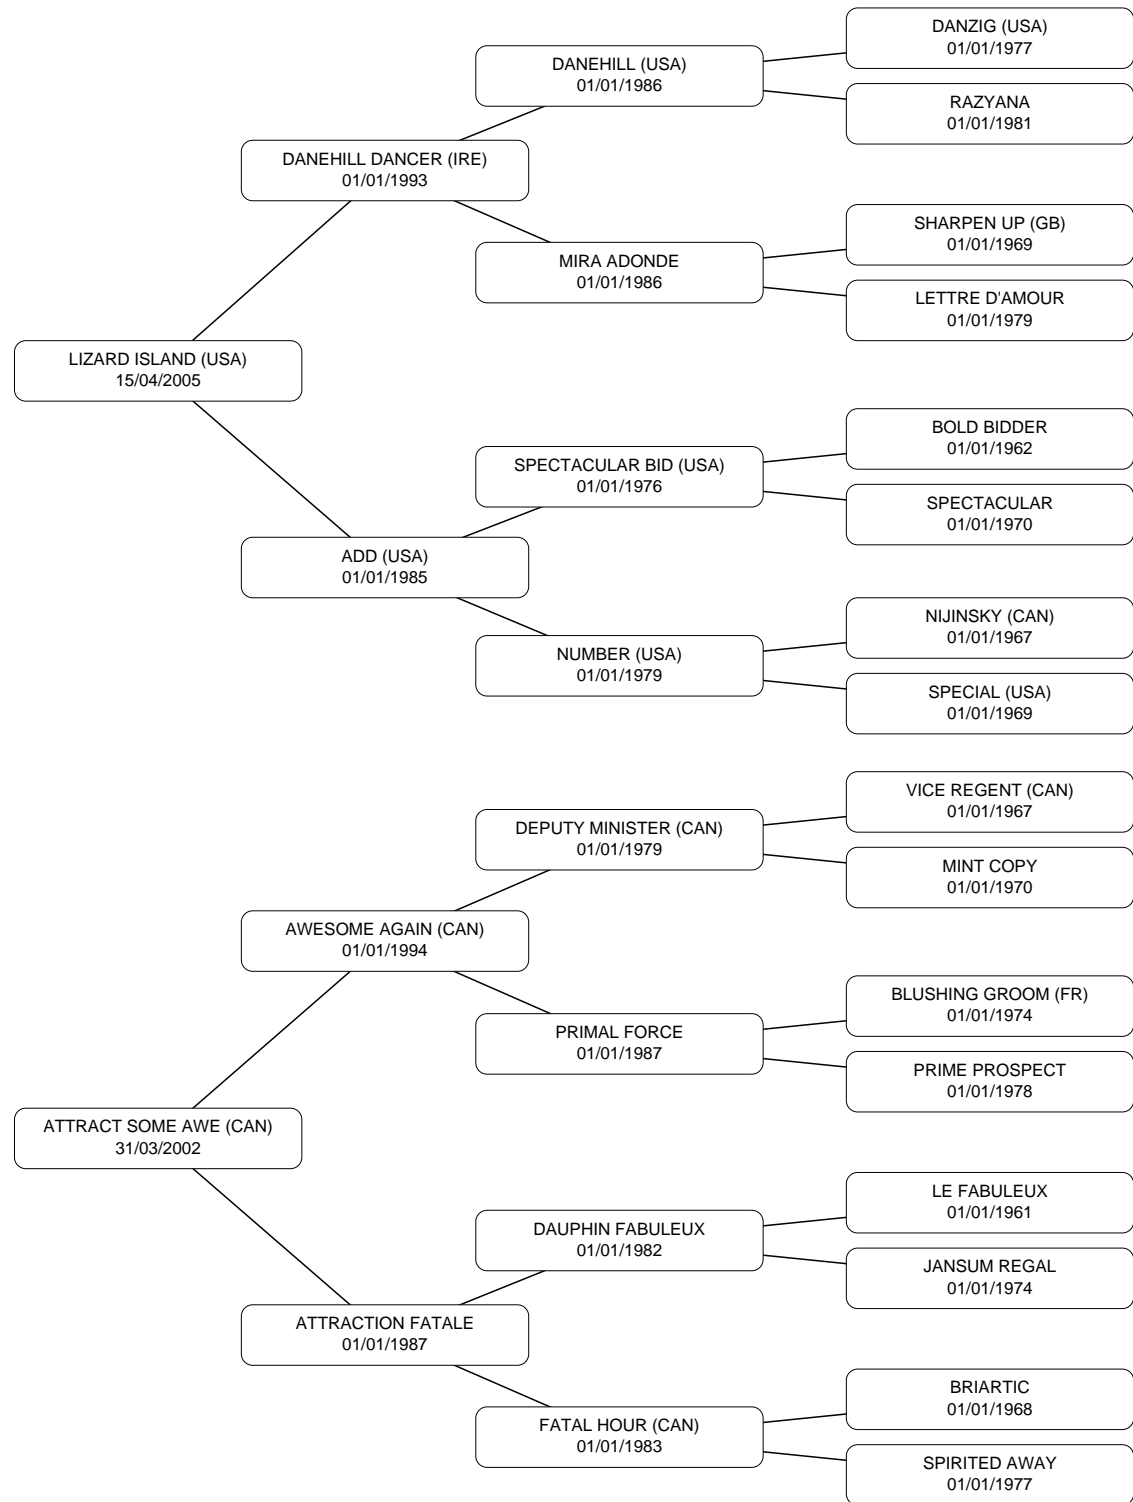 DANZIG (USA)
01/01/1977
DANEHILL (USA)
01/01/1986
RAZYANA
01/01/1981
DANEHILL DANCER (IRE)
01/01/1993
SHARPEN UP (GB)
01/01/1969
MIRA ADONDE
01/01/1986
LETTRE D'AMOUR
01/01/1979
LIZARD ISLAND (USA)
15/04/2005
BOLD BIDDER
01/01/1962
SPECTACULAR BID (USA)
01/01/1976
SPECTACULAR
01/01/1970
ADD (USA)
01/01/1985
NIJINSKY (CAN)
01/01/1967
NUMBER (USA)
01/01/1979
SPECIAL (USA)
01/01/1969
VICE REGENT (CAN)
01/01/1967
DEPUTY MINISTER (CAN)
01/01/1979
MINT COPY
01/01/1970
AWESOME AGAIN (CAN)
01/01/1994
BLUSHING GROOM (FR)
01/01/1974
PRIMAL FORCE
01/01/1987
PRIME PROSPECT
01/01/1978
ATTRACT SOME AWE (CAN)
31/03/2002
LE FABULEUX
01/01/1961
DAUPHIN FABULEUX
01/01/1982
JANSUM REGAL
01/01/1974
ATTRACTION FATALE
01/01/1987
BRIARTIC
01/01/1968
FATAL HOUR (CAN)
01/01/1983
SPIRITED AWAY
01/01/1977